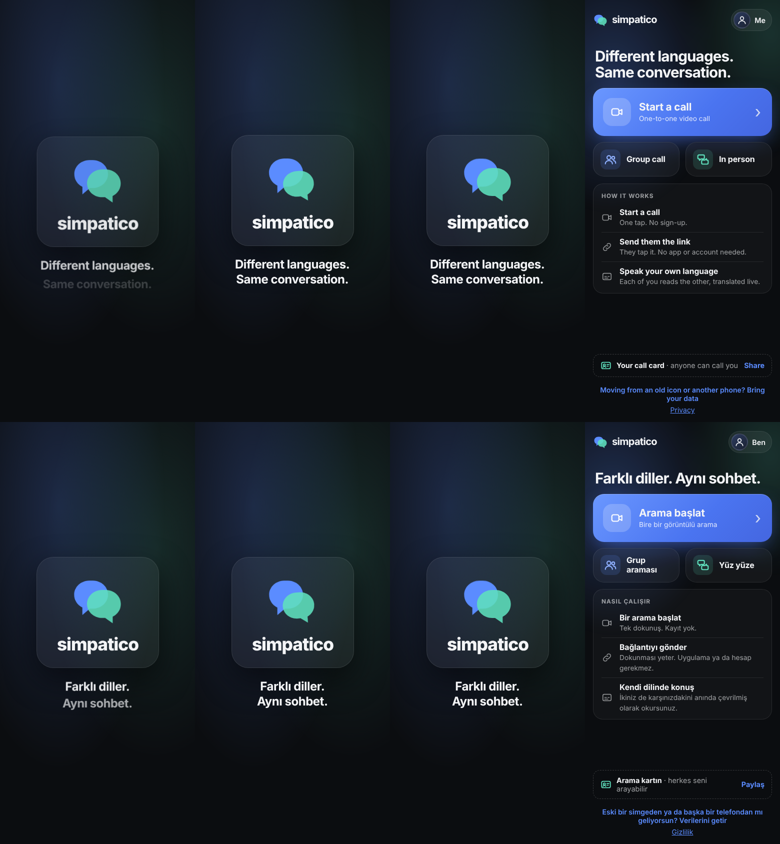 simpatico
Different languages.
Same conversation.
simpatico
Different languages.
Same conversation.
simpatico
Different languages.
Same conversation.
simpatico
Me
Different languages.
Same conversation.
Start a call
One-to-one video call
Group call
In person
HOW IT WORKS
Start a call
One tap. No sign-up.
Send them the link
They tap it. No app or account needed.
Speak your own language
Each of you reads the other, translated live.
Your call card · anyone can call you
Share
Moving from an old icon or another phone? Bring
your data
Privacy
simpatico
Farklı diller.
Aynı sohbet.
simpatico
Farklı diller.
Aynı sohbet.
simpatico
Farklı diller.
Aynı sohbet.
simpatico
Ben
Farklı diller. Aynı sohbet.
Arama başlat
Bire bir görüntülü arama
Grup
araması
Yüz yüze
NASIL ÇALIŞIR
Bir arama başlat
Tek dokunuş. Kayıt yok.
Bağlantıyı gönder
Dokunması yeter. Uygulama ya da hesap
gerekmez.
Kendi dilinde konuş
İkiniz de karşınızdakini anında çevrilmiş
olarak okursunuz.
Arama kartın · herkes seni
arayabilir
Paylaş
Eski bir simgeden ya da başka bir telefondan mı
geliyorsun? Verilerini getir
Gizlilik